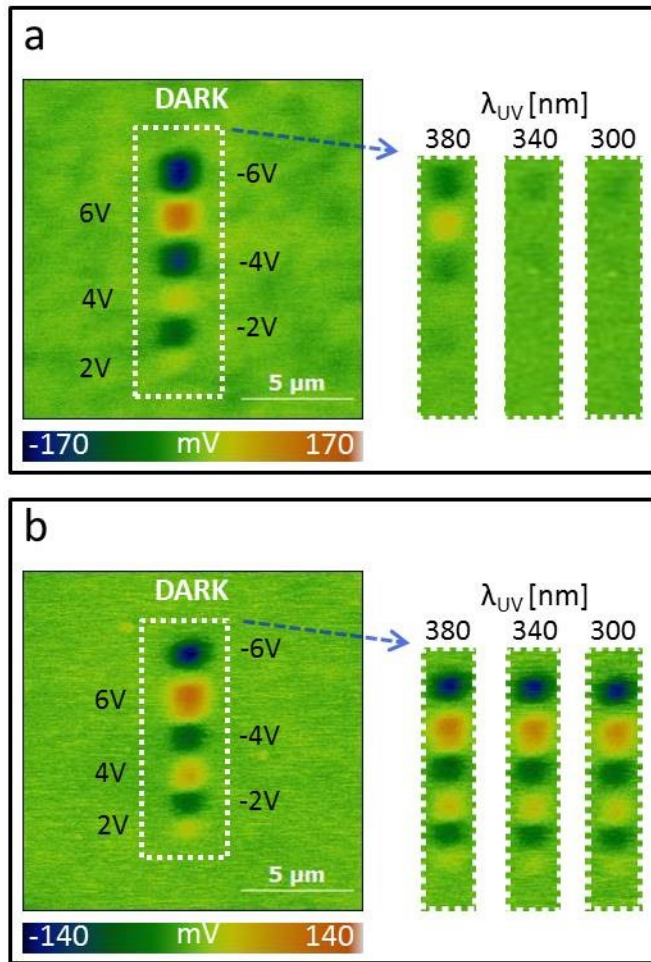 a
DARK
λUV [nm]
380 340 300
-6V
6V
-4V
4V
-2V
2V
5 µm
-170 mV 170
b
DARK
λUV [nm]
380 340 300
-6V
6V
-4V
4V
-2V
2V
5 µm
-140 mV 140